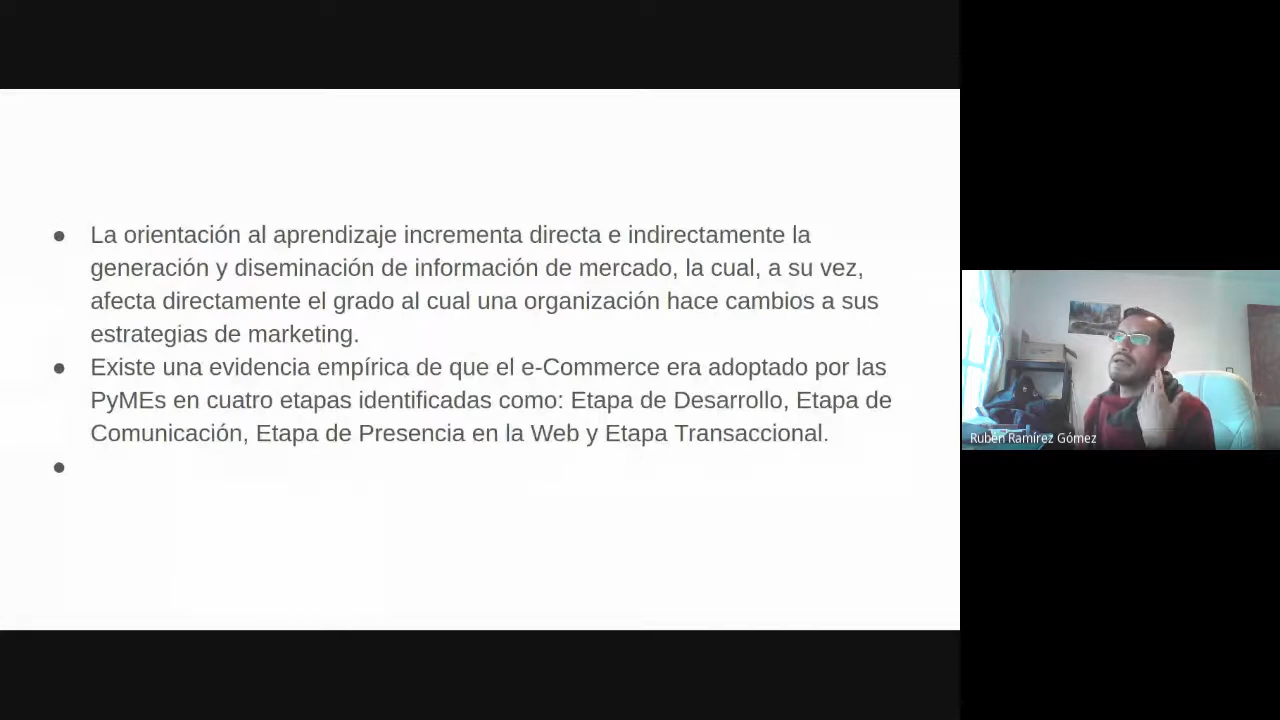 La orientación al aprendizaje incrementa directa e indirectamente la
generación y diseminación de información de mercado, la cual, a su vez,
afecta directamente el grado al cual una organización hace cambios a sus
estrategias de marketing.
Existe una evidencia empírica de que el e-Commerce era adoptado por las
PyMEs en cuatro etapas identificadas como: Etapa de Desarrollo, Etapa de
Comunicación, Etapa de Presencia en la Web y Etapa Transaccional.
Rubén Ramírez Gómez